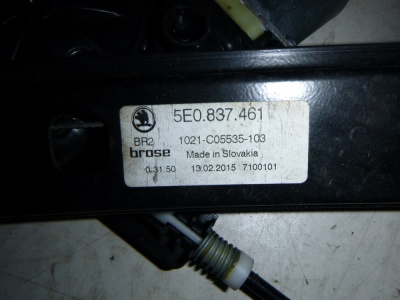 5E0.837.461
BR2 1021-C05535-103
brose Made in Slovakia
0:31:50 13.02.2015 7100101